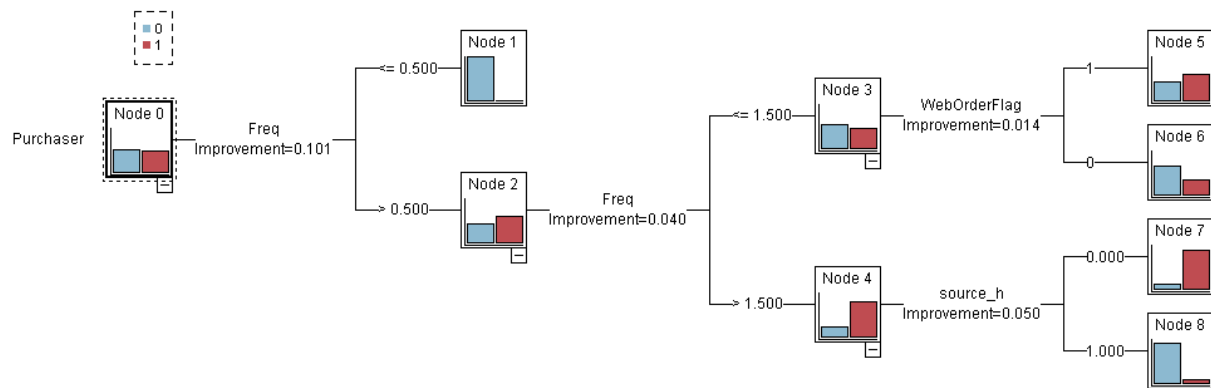 0
1
Purchaser
Node 0
Freq
Improvement=0.101
<= 0.500
> 0.500
Node 1
Node 2
Freq
Improvement=0.040
<= 1.500
> 1.500
Node 3
WebOrderFlag
Improvement=0.014
1
0
Node 5
Node 6
Node 4
source_h
Improvement=0.050
0.000
1.000
Node 7
Node 8